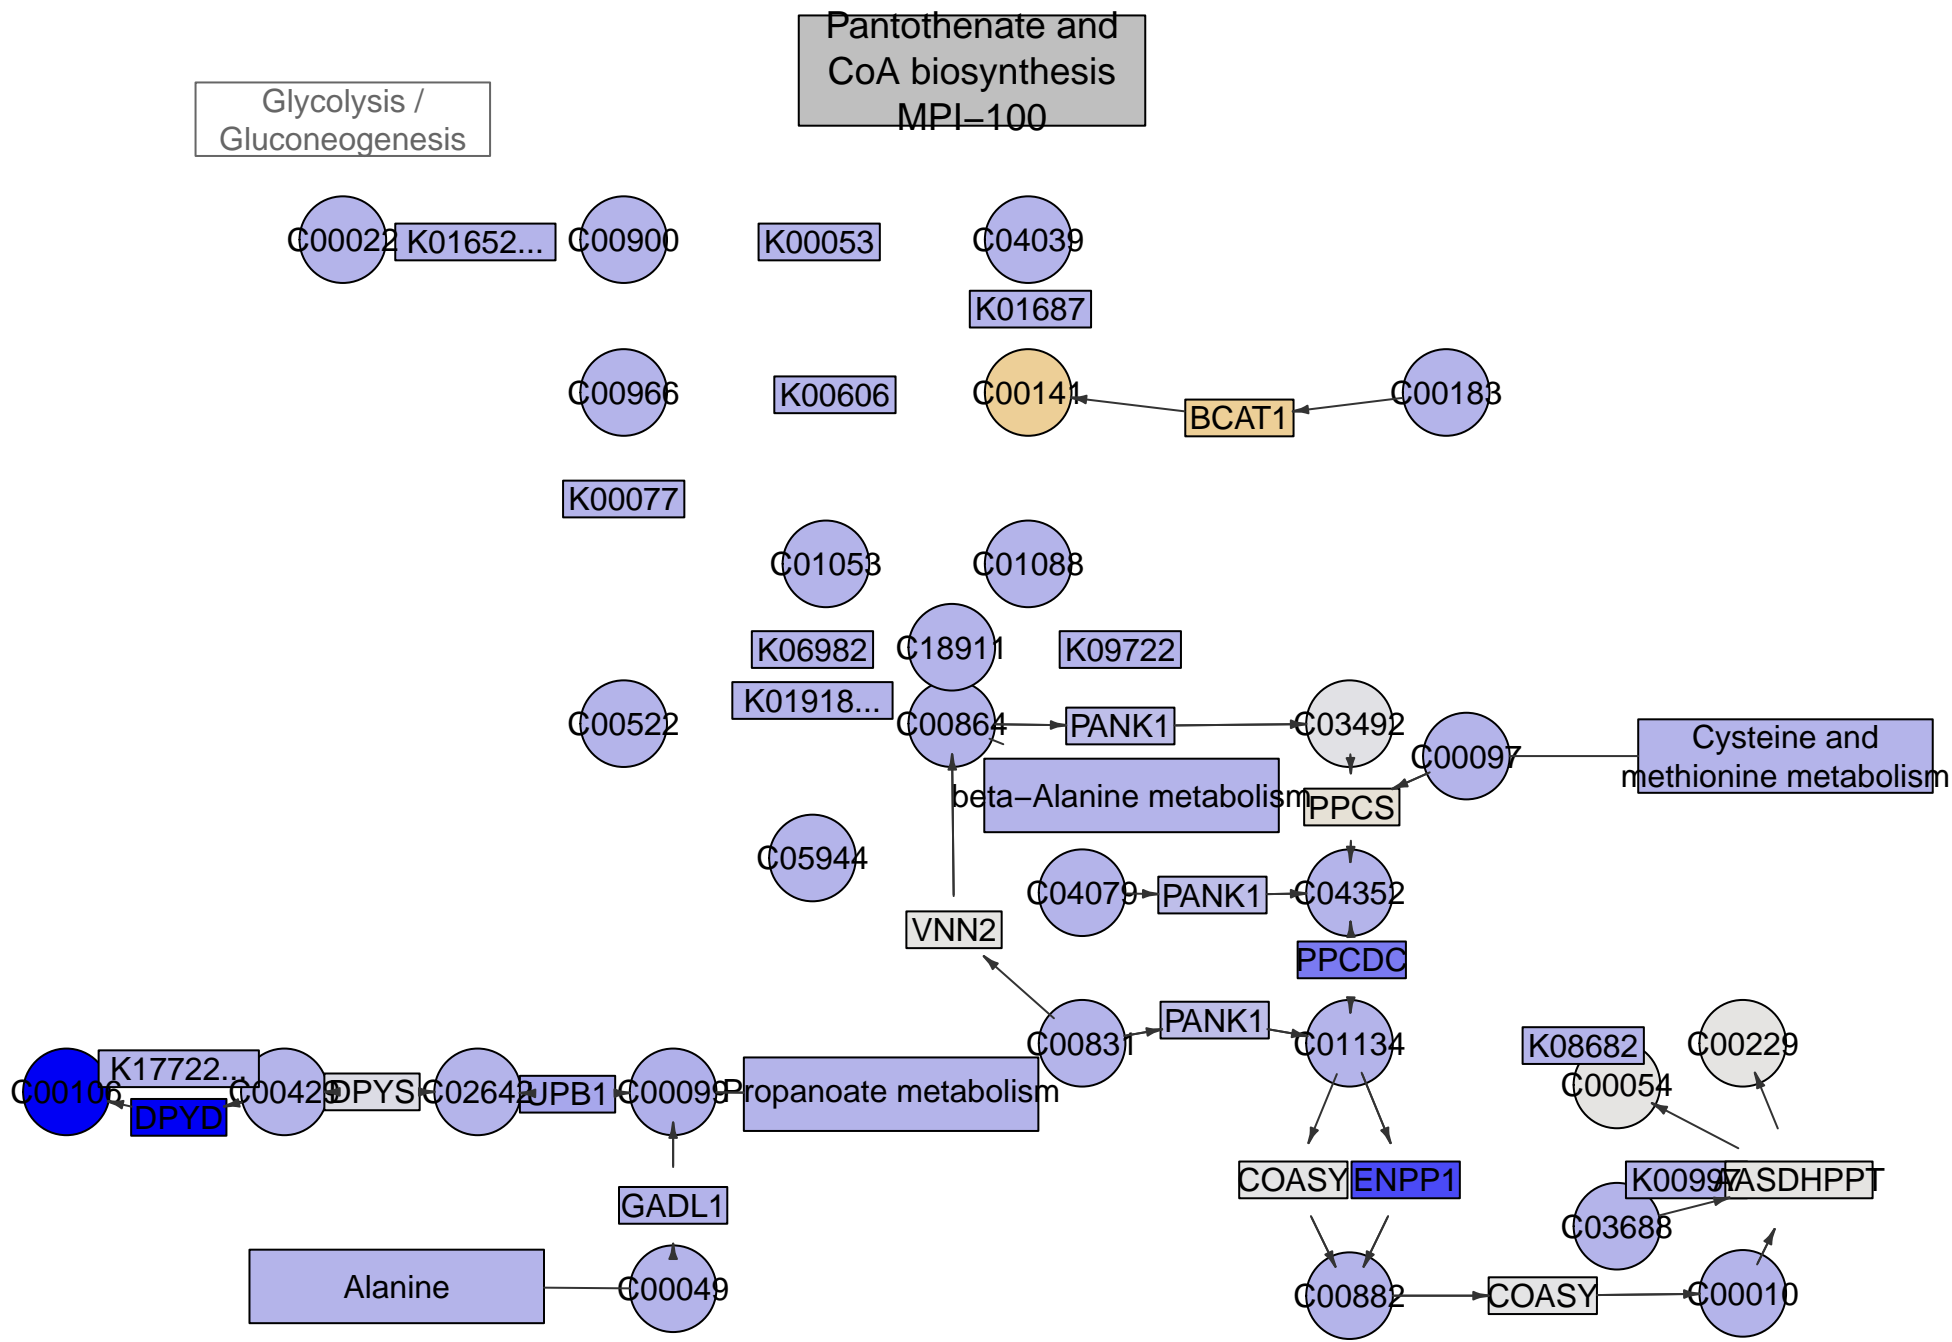 Pantothenate and
CoA biosynthesis
MPI−100
Glycolysis /
Gluconeogenesis
C00022
K01652...
C00900
K00053
C04039
K01687
C00966
K00606
C00141
BCAT1
C00183
K00077
C01053
C01088
K06982
C18911
K09722
K01918...
C00522
C00864
PANK1
C03492
C00097
Cysteine and
methionine metabolism
beta−Alanine metabolism
PPCS
C05944
C04079
PANK1
C04352
VNN2
PPCDC
C00831
PANK1
C01134
K08682
C00229
C00054
C00106
K17722...
DPYD
C00429
DPYS
C02642
UPB1
C00099
Propanoate metabolism
COASY
ENPP1
K00997
AASDHPPT
GADL1
C03688
Alanine
C00049
C00882
COASY
C00010